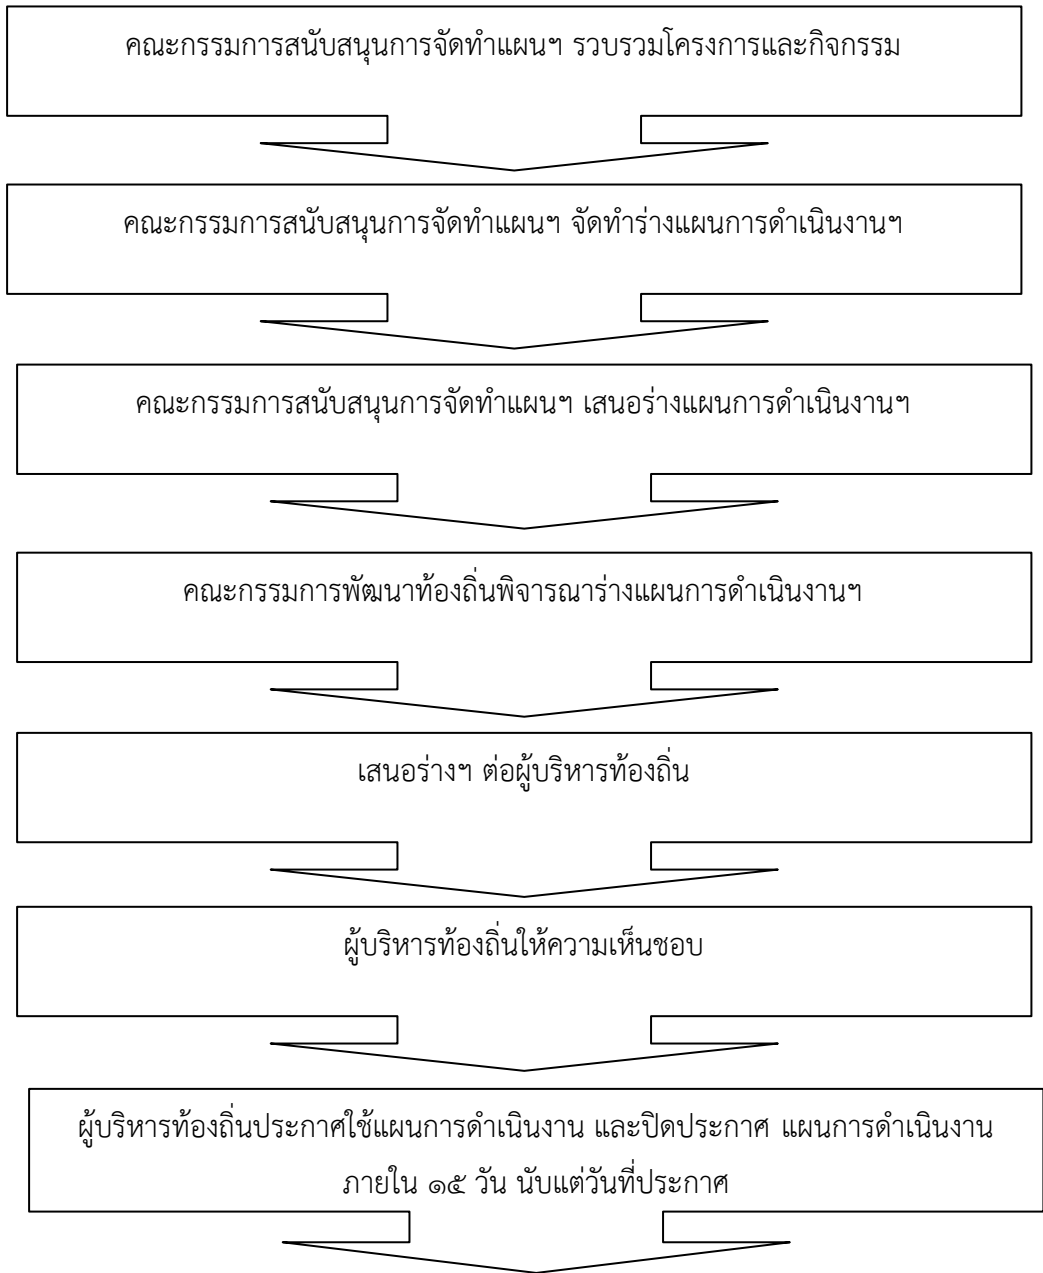 คณะกรรมการสนับสนุนการจัดทำแผนฯ รวบรวมโครงการและกิจกรรม
คณะกรรมการสนับสนุนการจัดทำแผนฯ จัดทำร่างแผนการดำเนินงานฯ
คณะกรรมการสนับสนุนการจัดทำแผนฯ เสนอร่างแผนการดำเนินงานฯ
คณะกรรมการพัฒนาท้องถิ่นพิจารณาร่างแผนการดำเนินงานฯ
เสนอร่างฯ ต่อผู้บริหารท้องถิ่น
ผู้บริหารท้องถิ่นให้ความเห็นชอบ
ผู้บริหารท้องถิ่นประกาศใช้แผนการดำเนินงาน และปิดประกาศ แผนการดำเนินงาน
ภายใน ๑๕ วัน นับแต่วันที่ประกาศ